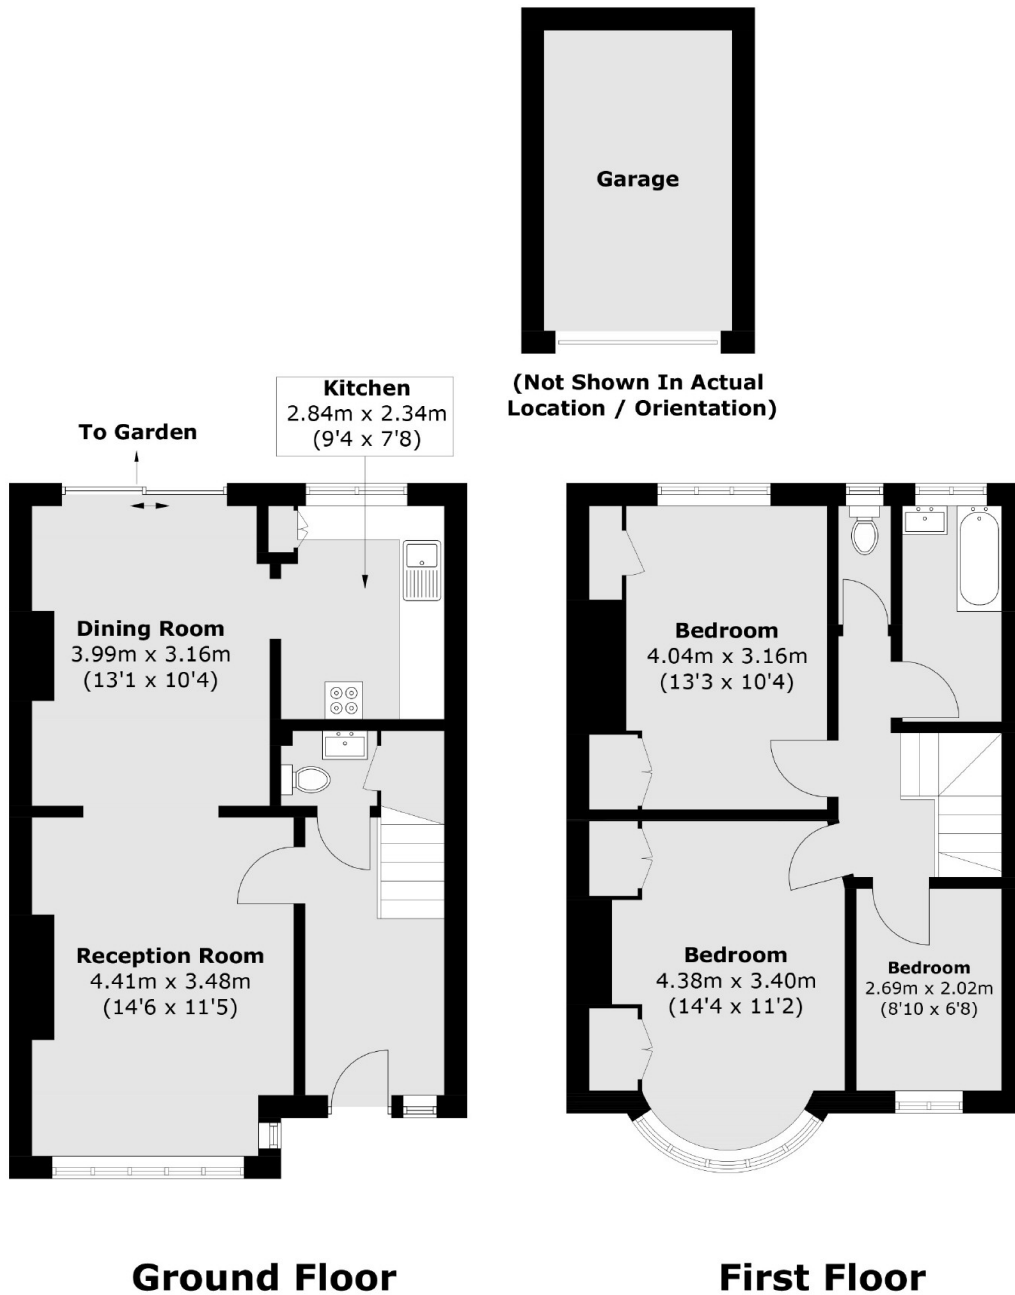 Garage
(Not Shown In Actual
Location / Orientation)
To Garden
Kitchen
2.84m x 2.34m
(9'4 x 7'8)
Dining Room
3.99m x 3.16m
(13'1 x 10'4)
Reception Room
4.41m x 3.48m
(14'6 x 11'5)
Bedroom
4.04m x 3.16m
(13'3 x 10'4)
Bedroom
4.38m x 3.40m
(14'4 x 11'2)
Bedroom
2.69m x 2.02m
(8'10 x 6'8)
Ground Floor
First Floor